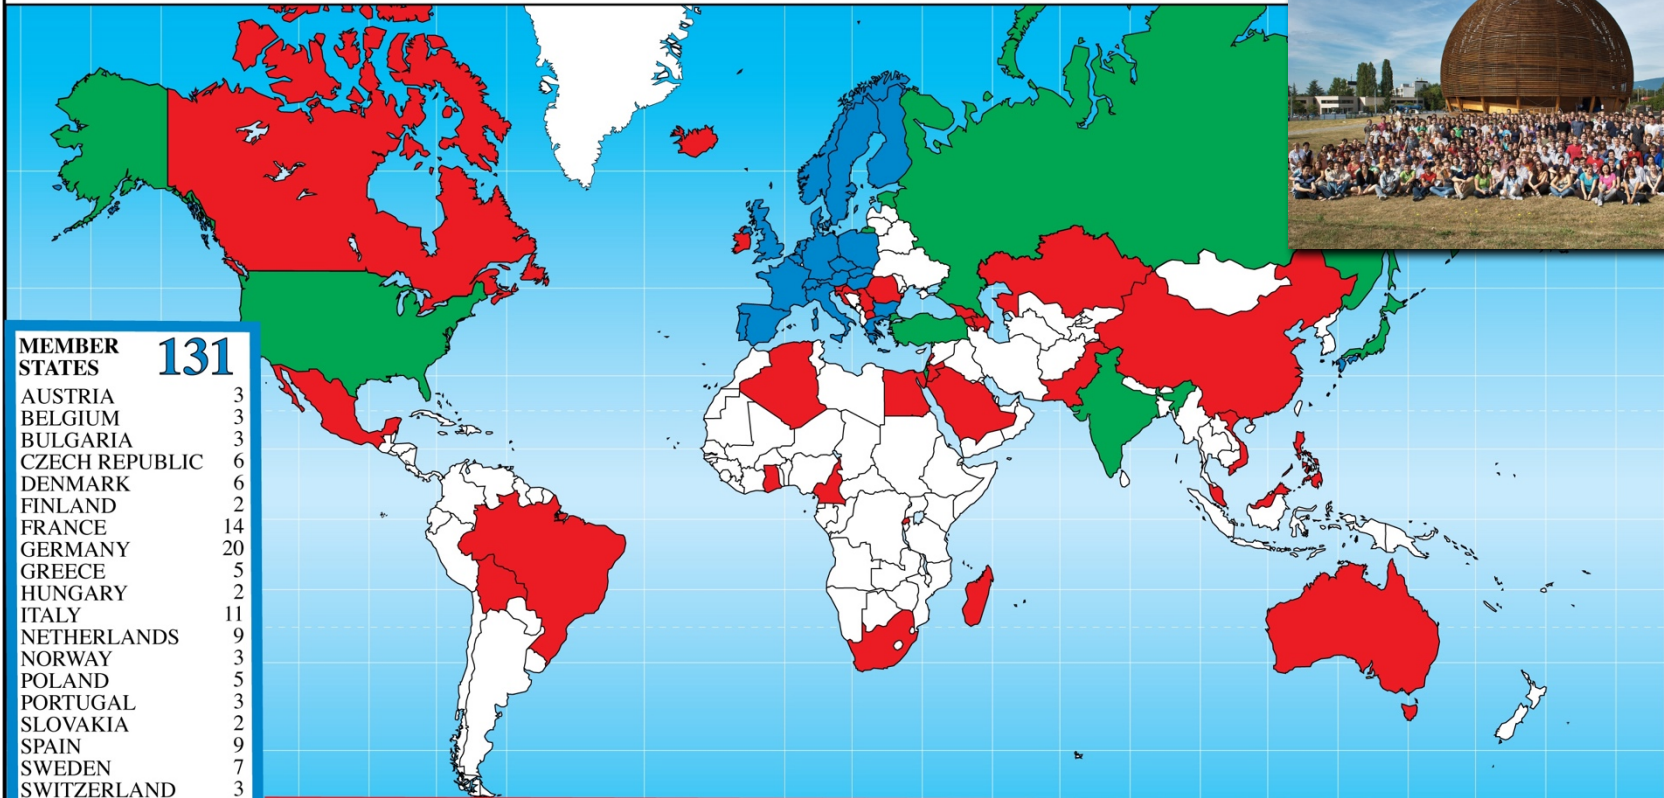 MEMBER
STATES 131
AUSTRIA 3
BELGIUM 3
BULGARIA 3
CZECH REPUBLIC 6
DENMARK 6
FINLAND 2
FRANCE 14
GERMANY 20
GREECE 5
HUNGARY 2
ITALY 11
NETHERLANDS 9
NORWAY 3
POLAND 5
PORTUGAL 3
SLOVAKIA 2
SPAIN 9
SWEDEN 7
SWITZERLAND 3